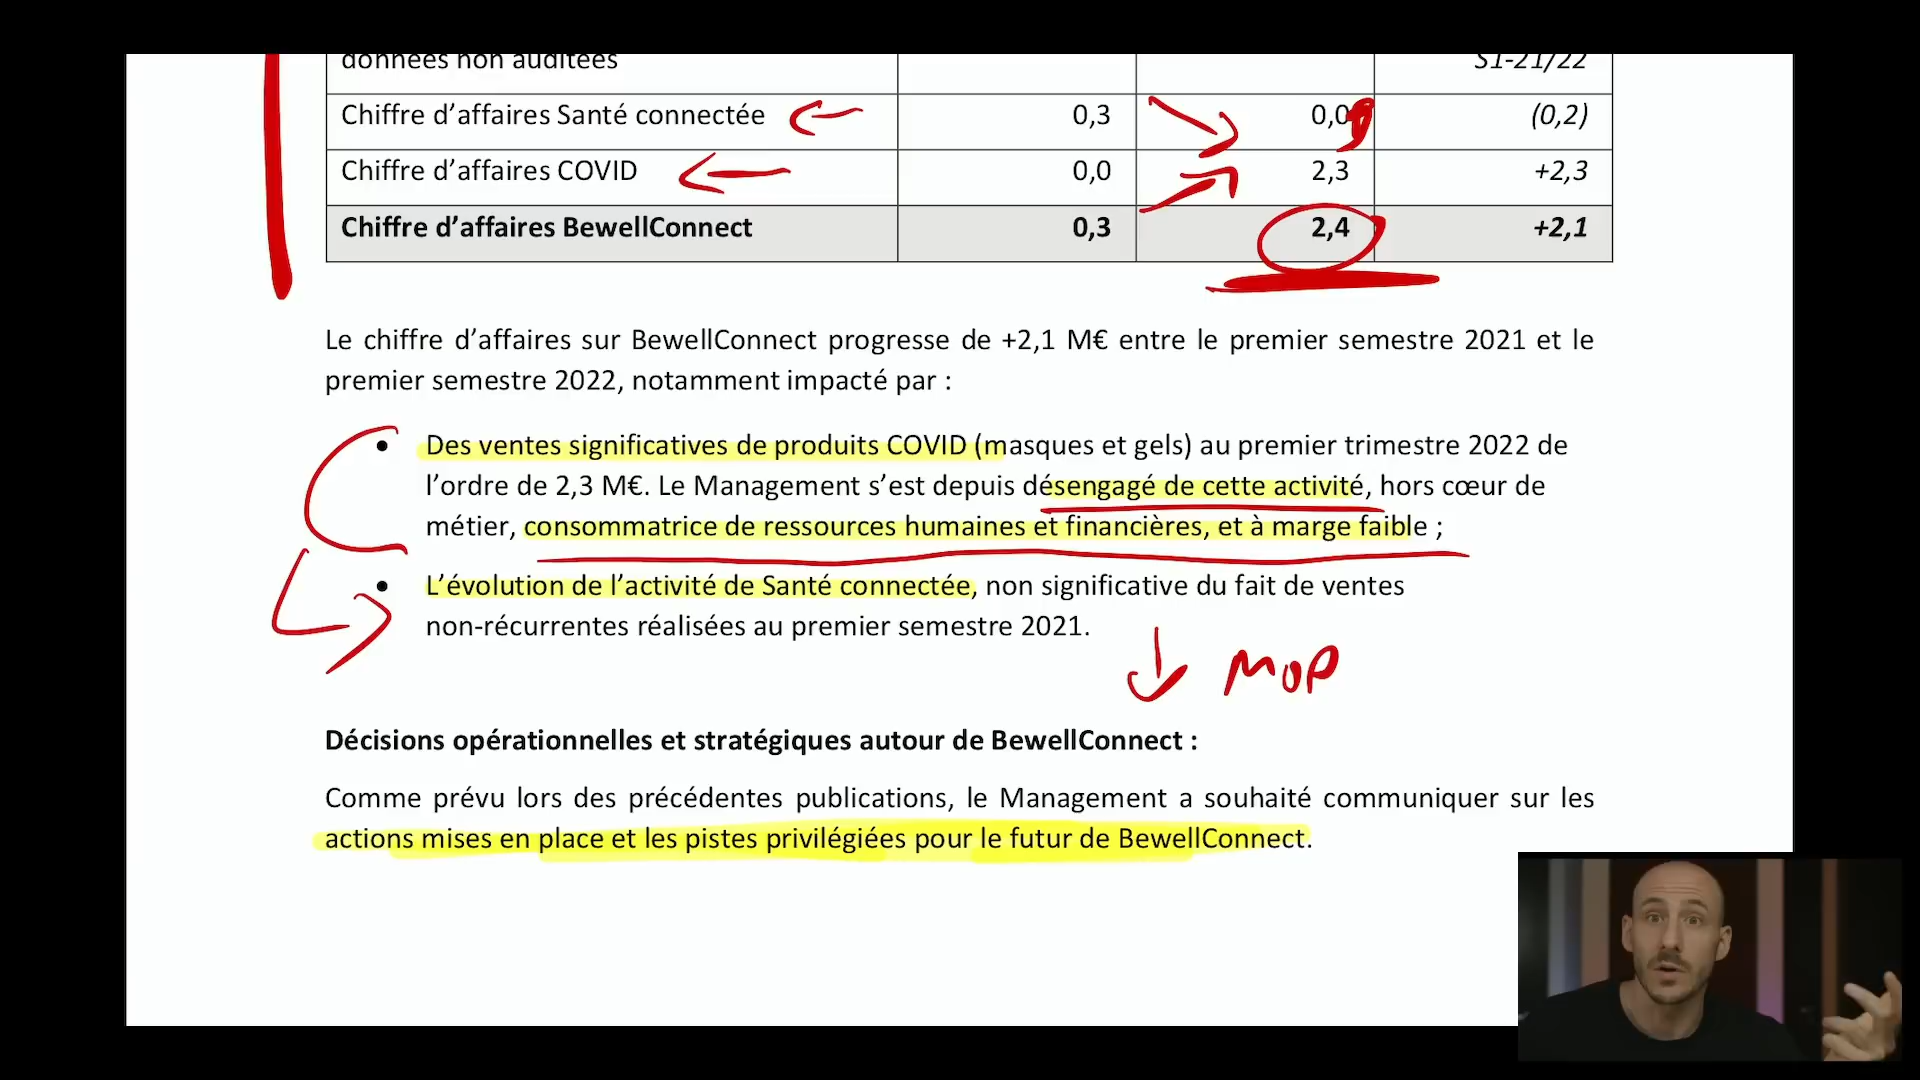 données non auditées S1-21/22
Chiffre d'affaires Santé connectée 0,3 0,0 (0,2)
Chiffre d'affaires COVID 0,0 2,3 +2,3
Chiffre d'affaires BewellConnect 0,3 2,4 +2,1
Le chiffre d'affaires sur BewellConnect progresse de +2,1 M€ entre le premier semestre 2021 et le
premier semestre 2022, notamment impacté par :
• Des ventes significatives de produits COVID (masques et gels) au premier trimestre 2022 de
l'ordre de 2,3 M€. Le Management s'est depuis désengagé de cette activité, hors cœur de
métier, consommatrice de ressources humaines et financières, et à marge faible ;
• L'évolution de l'activité de Santé connectée, non significative du fait de ventes
non-récurrentes réalisées au premier semestre 2021.
MOP
Décisions opérationnelles et stratégiques autour de BewellConnect :
Comme prévu lors des précédentes publications, le Management a souhaité communiquer sur les
actions mises en place et les pistes privilégiées pour le futur de BewellConnect.